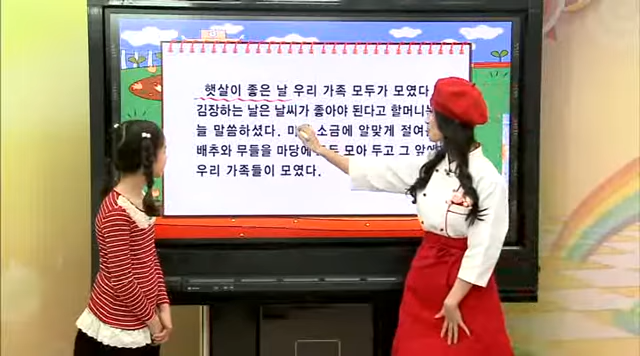 햇살이 좋은 날 우리 가족 모두가 모였다.
김장하는 날은 날씨가 좋아야 된다고 할머니
늘 말씀하셨다. 소금에 알맞게 절여
배추와 무들을 마당에 모아 두고 그
우리 가족들이 모였다.